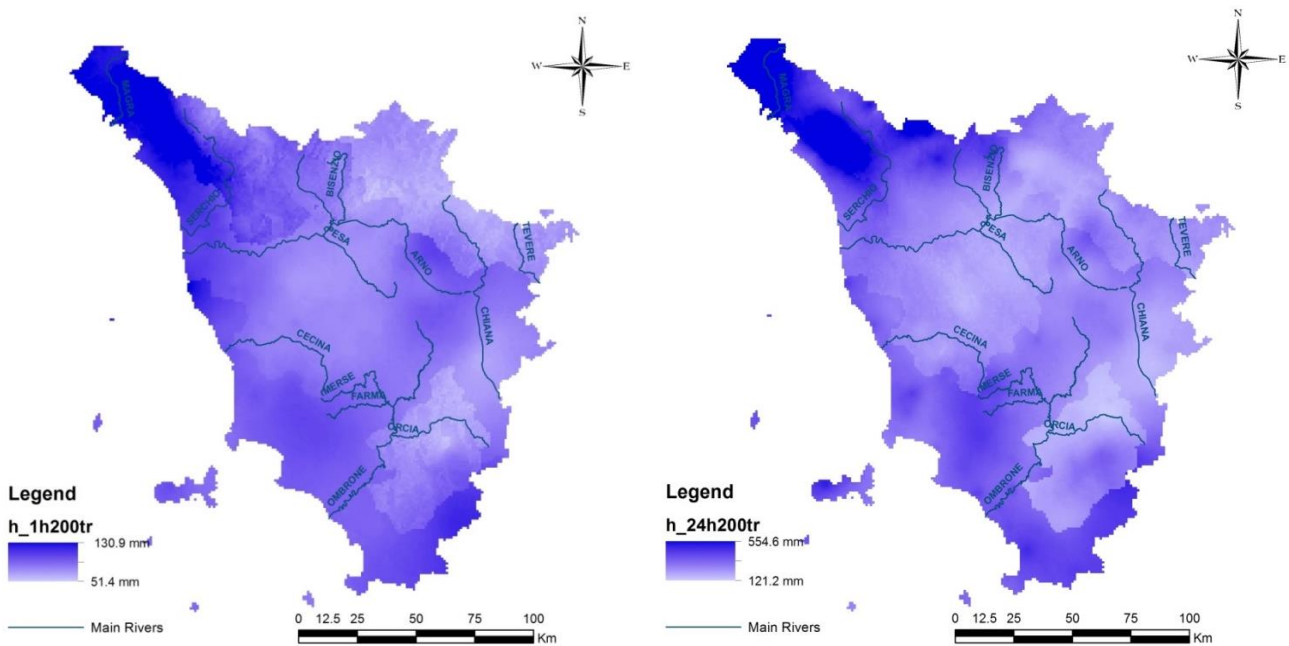 N
W E
S
MAGRA
SERCHIO
BISENZIO
PESA
ARNO
TEVERE
CHIANA
CECINA
MERSE
FARME
ORCIA
OMBRONE
Legend
h_1h200tr
130.9 mm
51.4 mm
Main Rivers
0 12.5 25 50 75 100
Km
N
W E
S
MAGRA
SERCHIO
BISENZIO
PESA
ARNO
TEVERE
CHIANA
CECINA
MERSE
FARME
ORCIA
OMBRONE
Legend
h_24h200tr
554.6 mm
121.2 mm
Main Rivers
0 12.5 25 50 75 100
Km